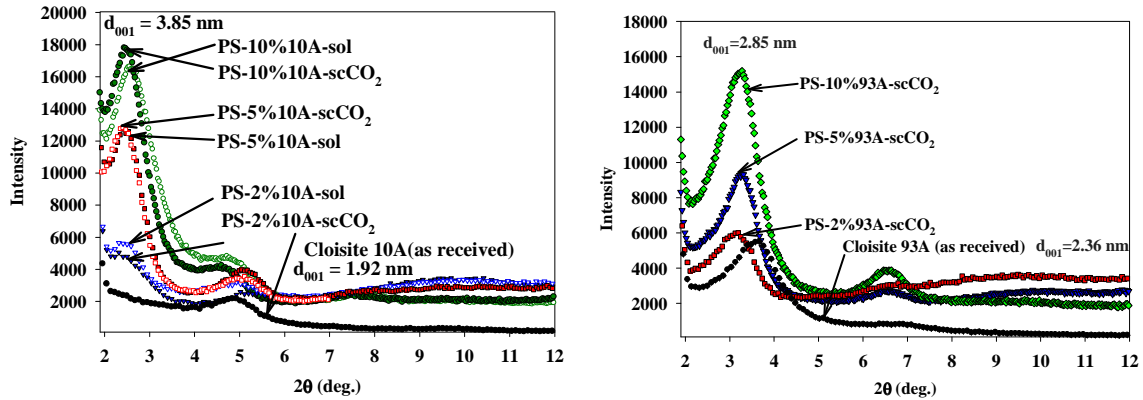 d001 = 3.85 nm
PS-10%10A-sol
PS-10%10A-scCO2
PS-5%10A-scCO2
PS-5%10A-sol
PS-2%10A-sol
PS-2%10A-scCO2
Cloisite 10A(as received)
d001 = 1.92 nm
Intensity
20000
18000
16000
14000
12000
10000
8000
6000
4000
2000
2 3 4 5 6 7 8 9 10 11 12
2θ (deg.)
d001=2.85 nm
PS-10%93A-scCO2
PS-5%93A-scCO2
PS-2%93A-scCO2
Cloisite 93A (as received)
d001=2.36 nm
Intensity
18000
16000
14000
12000
10000
8000
6000
4000
2000
2 3 4 5 6 7 8 9 10 11 12
2θ (deg.)